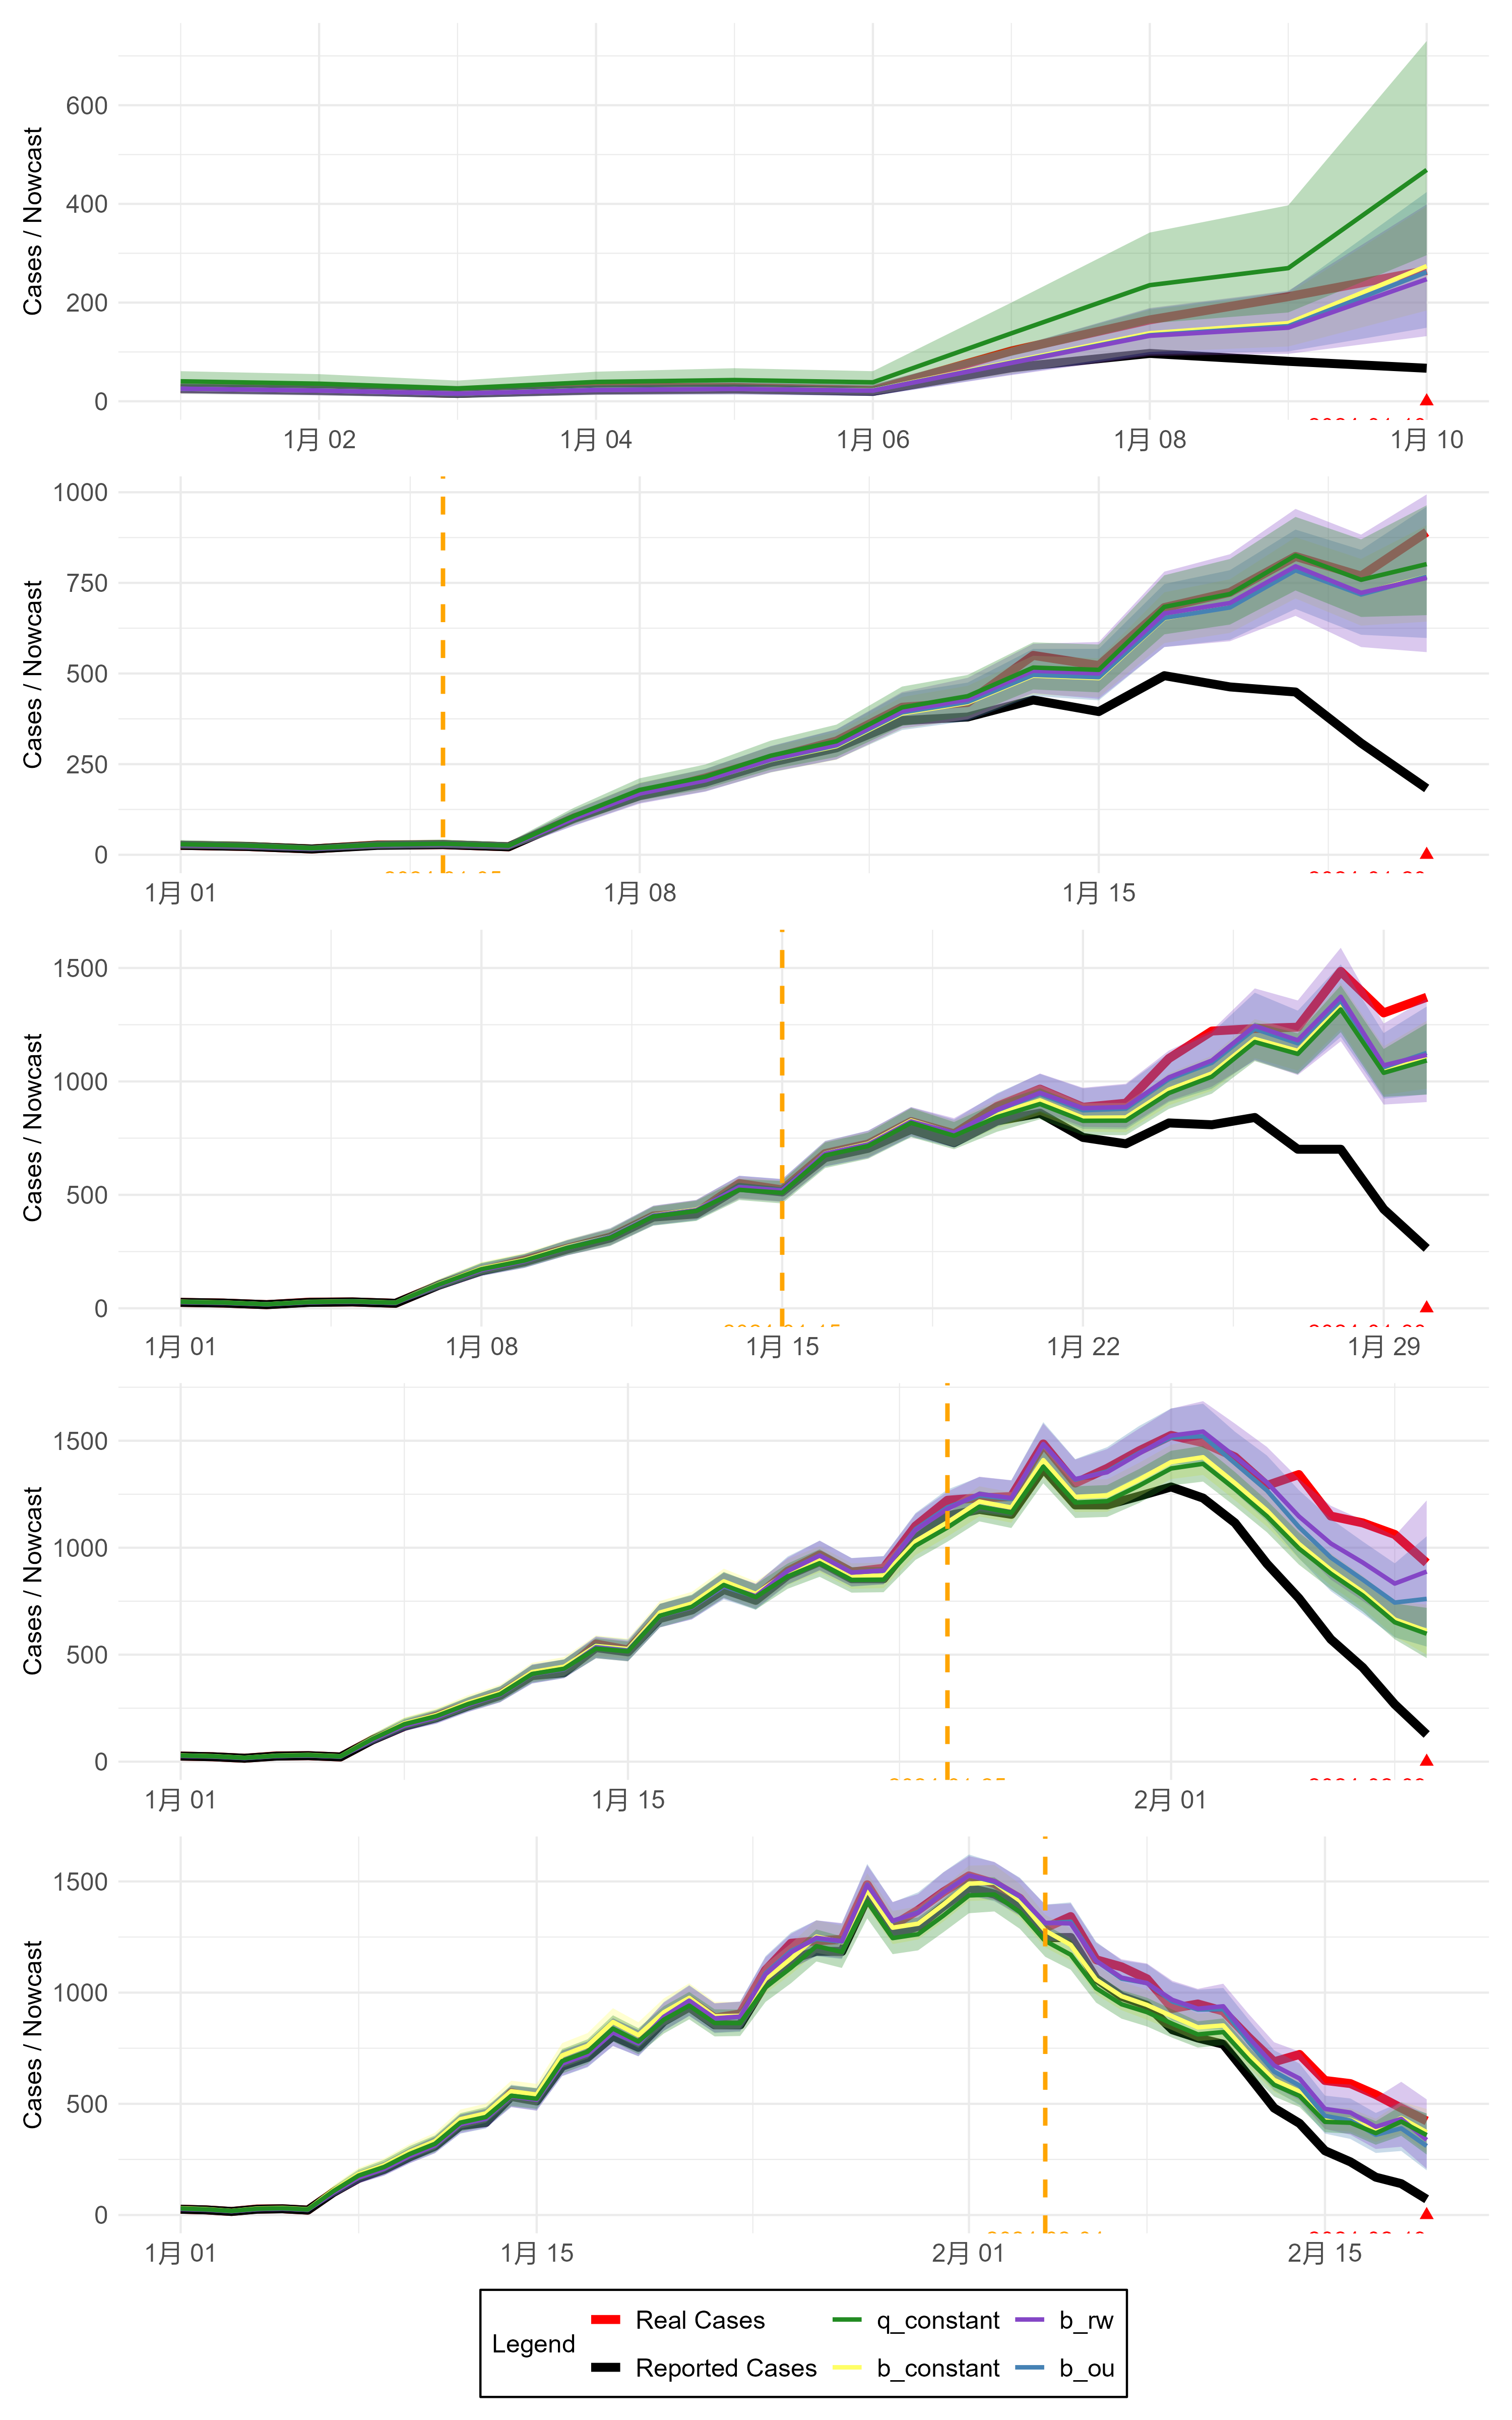 Cases / Nowcast
600
400
200
0
1月 02
1月 04
1月 06
1月 08
1月 10
Cases / Nowcast
1000
750
500
250
0
1月 01
1月 08
1月 15
Cases / Nowcast
1500
1000
500
0
1月 01
1月 08
1月 15
1月 22
1月 29
Cases / Nowcast
1500
1000
500
0
1月 01
1月 15
2月 01
Cases / Nowcast
1500
1000
500
0
1月 01
1月 15
2月 01
2月 15
Legend
Real Cases
Reported Cases
q_constant
b_constant
b_rw
b_ou